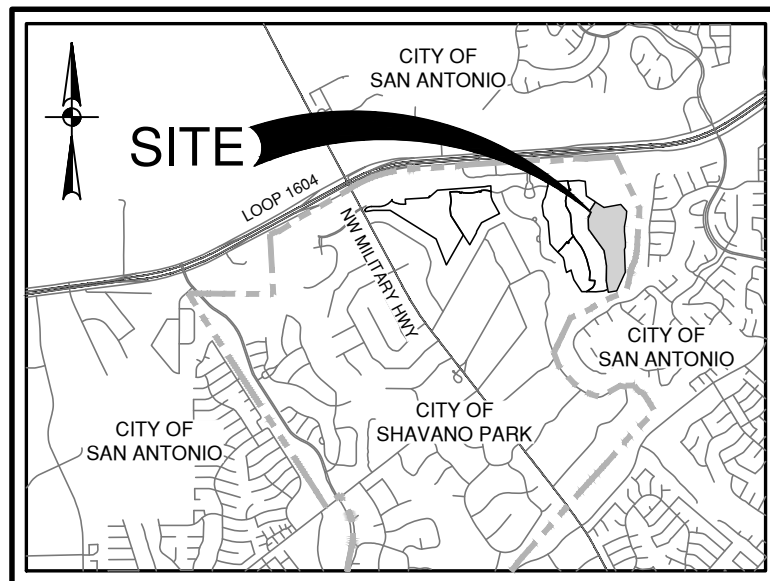 CITY OF
SAN ANTONIO
SITE
LOOP 1604
NW MILITARY HWY
CITY OF
SAN ANTONIO
CITY OF
SHAVANO PARK
CITY OF
SAN ANTONIO